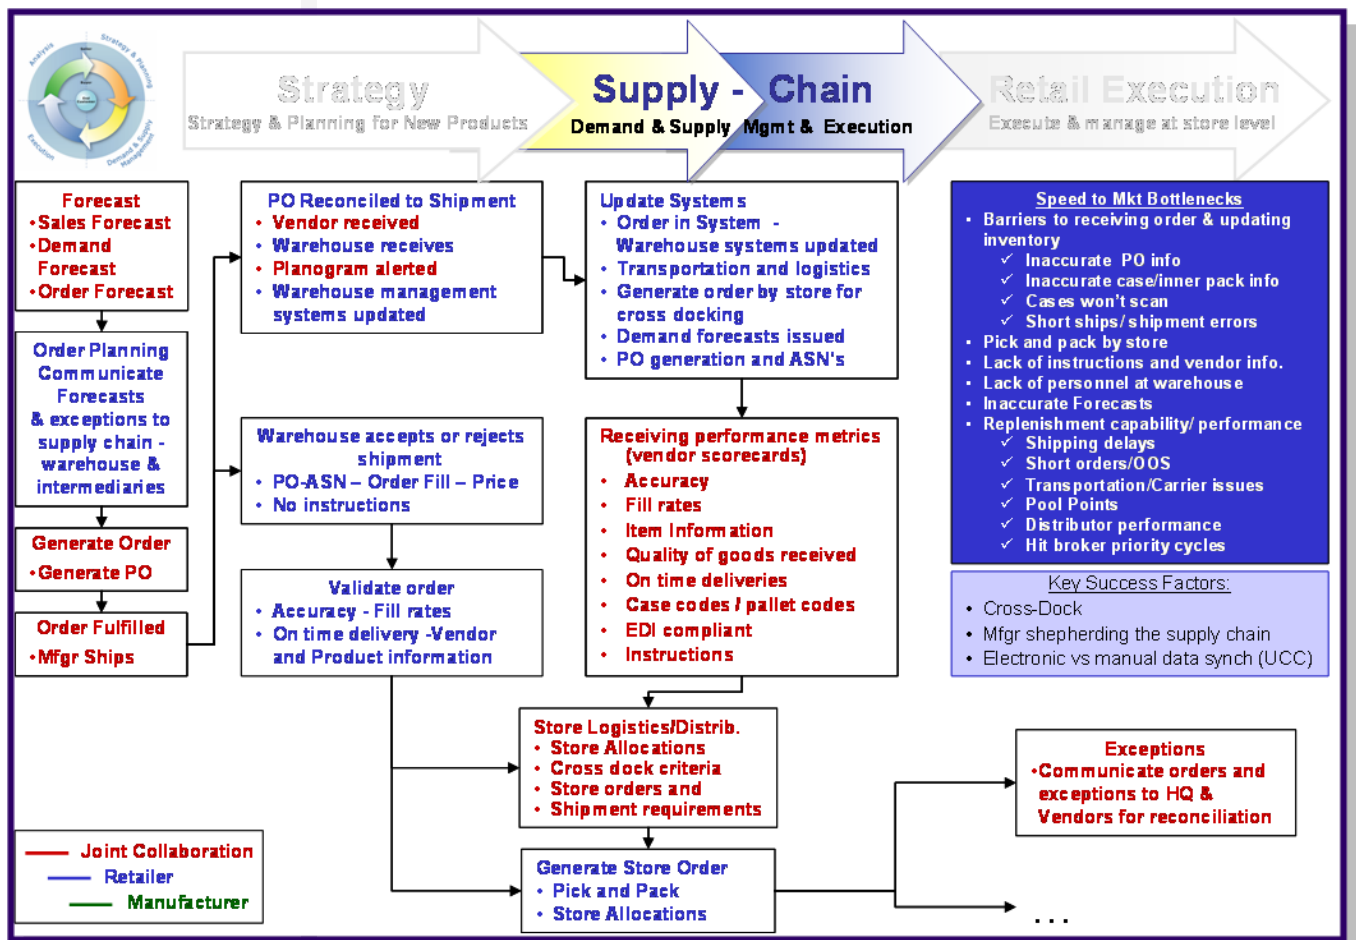 Analysis
Strategy & Planning
Execution
Demand & Supply
Management
Strategy
Strategy & Planning for New Products
Supply - Chain
Demand & Supply Mgmt & Execution
Retail Execution
Execute & manage at store level
Forecast
•Sales Forecast
•Demand
Forecast
•Order Forecast
Order Planning
Communicate
Forecasts
& exceptions to
supply chain -
warehouse &
intermediaries
Generate Order
•Generate PO
Order Fulfilled
•Mfgr Ships
PO Reconciled to Shipment
• Vendor received
• Warehouse receives
• Planogram alerted
• Warehouse management
systems updated
Warehouse accepts or rejects
shipment
• PO-ASN – Order Fill – Price
• No instructions
Validate order
• Accuracy - Fill rates
• On time delivery -Vendor
and Product information
Update Systems
• Order in System -
Warehouse systems updated
• Transportation and logistics
• Generate order by store for
cross docking
• Demand forecasts issued
• PO generation and ASN's
Receiving performance metrics
(vendor scorecards)
• Accuracy
• Fill rates
• Item Information
• Quality of goods received
• On time deliveries
• Case codes / pallet codes
• EDI compliant
• Instructions
Store Logistics/Distrib.
• Store Allocations
• Cross dock criteria
• Store orders and
• Shipment requirements
Generate Store Order
• Pick and Pack
• Store Allocations
Speed to Mkt Bottlenecks
• Barriers to receiving order & updating
inventory
✓ Inaccurate PO info
✓ Inaccurate case/inner pack info
✓ Cases won't scan
✓ Short ships/ shipment errors
• Pick and pack by store
• Lack of instructions and vendor info.
• Lack of personnel at warehouse
• Inaccurate Forecasts
• Replenishment capability/ performance
✓ Shipping delays
✓ Short orders/OOS
✓ Transportation/Carrier issues
✓ Pool Points
✓ Distributor performance
✓ Hit broker priority cycles
Key Success Factors:
• Cross-Dock
• Mfgr shepherding the supply chain
• Electronic vs manual data synch (UCC)
Exceptions
•Communicate orders and
exceptions to HQ &
Vendors for reconciliation
. . .
Joint Collaboration
Retailer
Manufacturer